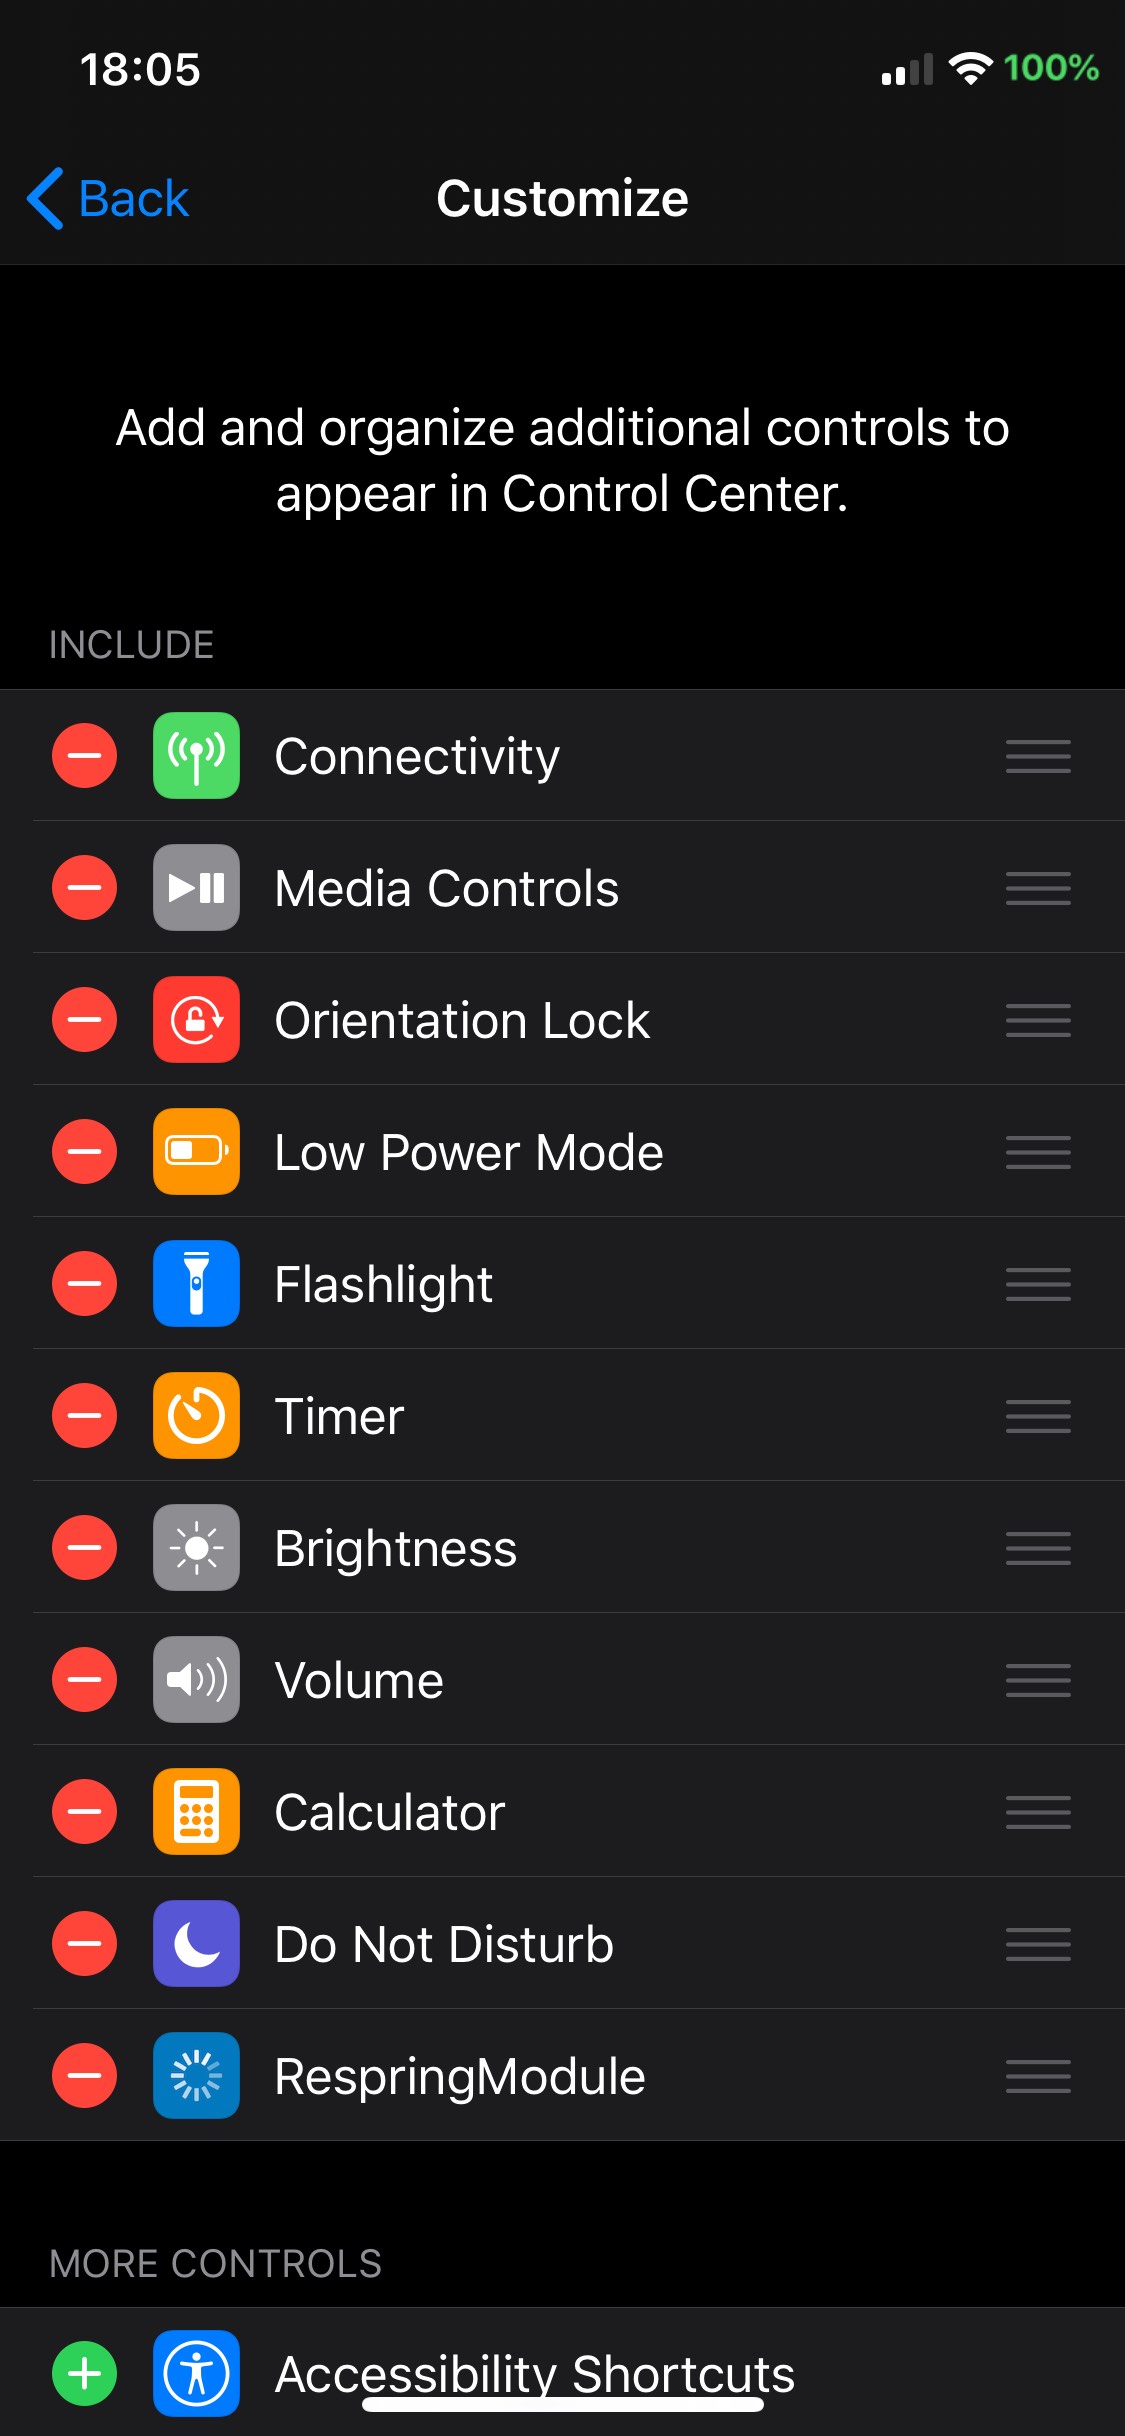 18:05
100%
Back
Customize
Add and organize additional controls to
appear in Control Center.
INCLUDE
Connectivity
Media Controls
Orientation Lock
Low Power Mode
Flashlight
Timer
Brightness
Volume
Calculator
Do Not Disturb
RespringModule
MORE CONTROLS
Accessibility Shortcuts